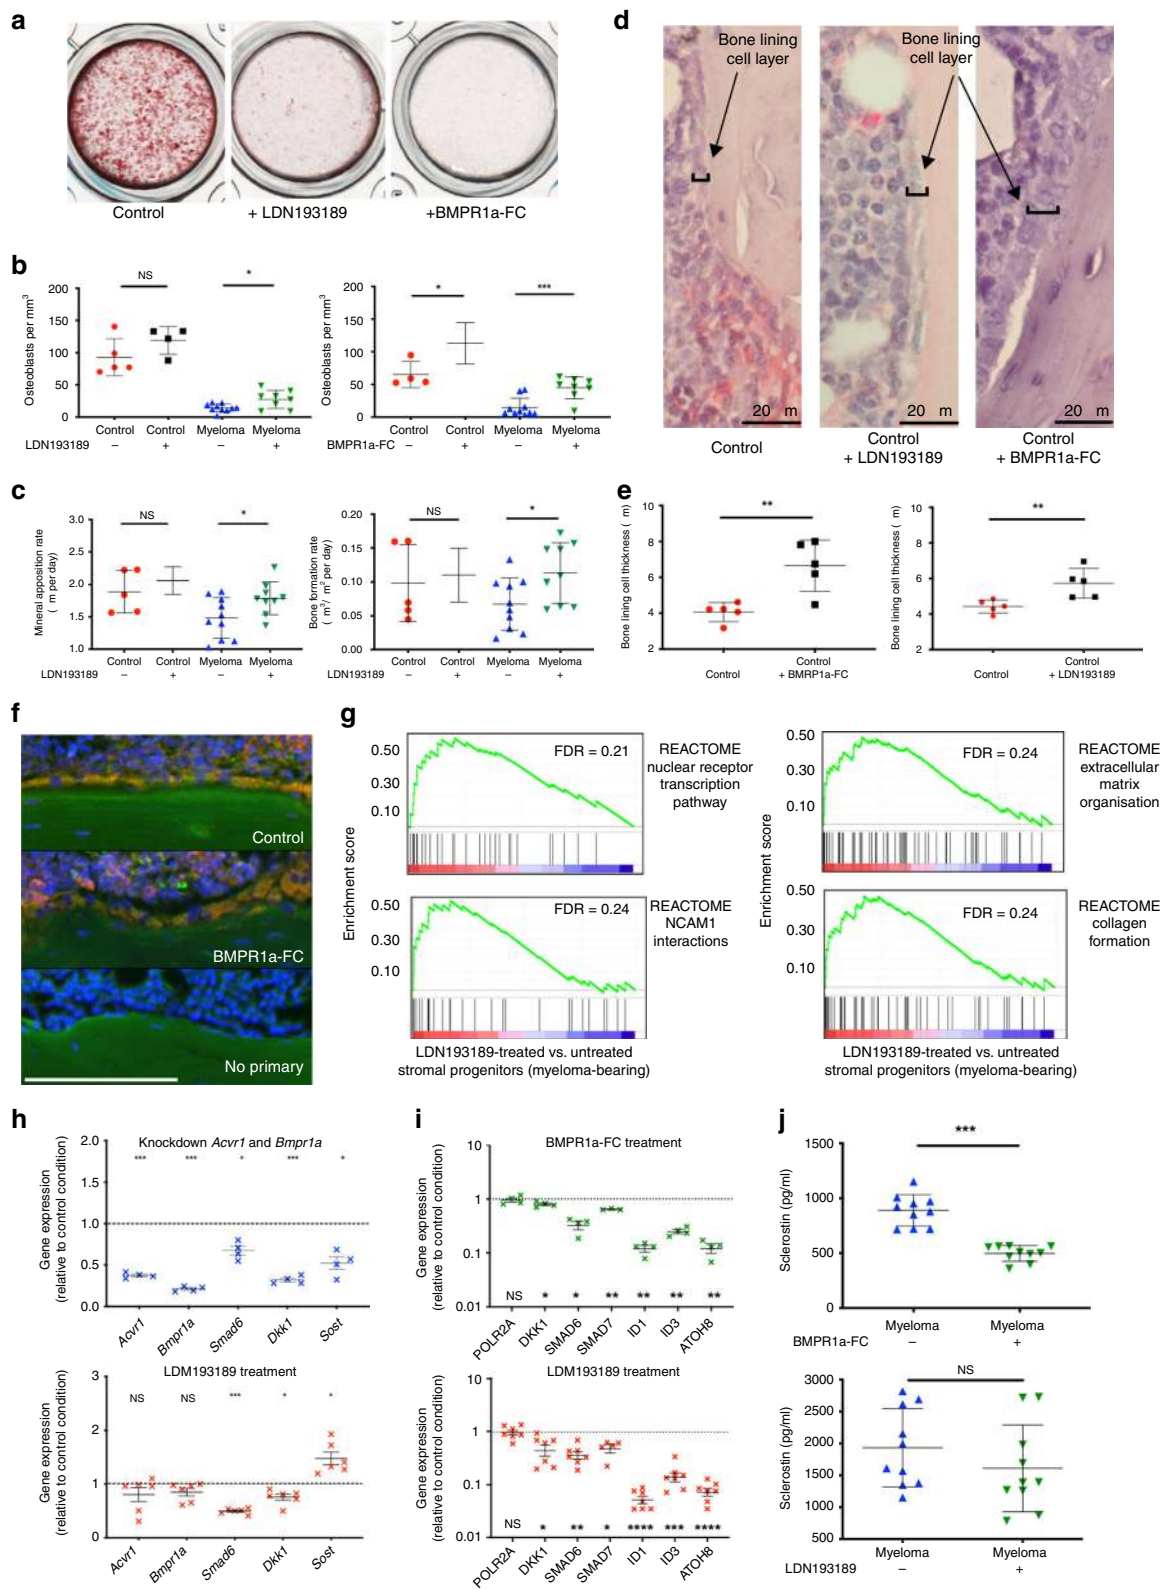 a
Control
+ LDN193189
+BMPR1a-FC
b
Osteoblasts per mm3
200
150
100
50
0
NS
*
Control
Control
Myeloma
Myeloma
LDN193189
–
+
–
+
Osteoblasts per mm3
200
150
100
50
0
*
***
Control
Control
Myeloma
Myeloma
BMPR1a-FC
–
+
–
+
c
Mineral apposition rate
( m per day)
3.0
2.5
2.0
1.5
1.0
NS
*
Control
Control
Myeloma
Myeloma
LDN193189
–
+
–
+
Bone formation rate
( m3/ m2 per day)
0.20
0.15
0.10
0.05
0.00
NS
*
Control
Control
Myeloma
Myeloma
LDN193189
–
+
–
+
d
Bone lining
cell layer
Bone lining
cell layer
20 m
20 m
20 m
Control
Control
+ LDN193189
Control
+ BMPR1a-FC
e
Bone lining cell thickness ( m)
10
8
6
4
2
**
Control
Control
+ BMRP1a-FC
Bone lining cell thickness ( m)
10
8
6
4
2
**
Control
Control
+ LDN193189
f
Control
BMPR1a-FC
No primary
g
Enrichment score
0.50
0.30
0.10
FDR = 0.21
REACTOME
nuclear receptor
transcription
pathway
0.50
0.30
0.10
FDR = 0.24
REACTOME
NCAM1
interactions
LDN193189-treated vs. untreated
stromal progenitors (myeloma-bearing)
Enrichment score
0.50
0.30
0.10
FDR = 0.24
REACTOME
extracellular
matrix
organisation
0.50
0.30
0.10
FDR = 0.24
REACTOME
collagen
formation
LDN193189-treated vs. untreated
stromal progenitors (myeloma-bearing)
h
Knockdown Acvr1 and Bmpr1a
Gene expression
(relative to control condition)
2.0
1.5
1.0
0.5
0.0
***
***
*
***
*
Acvr1
Bmpr1a
Smad6
Dkk1
Sost
LDM193189 treatment
Gene expression
(relative to control condition)
3
2
1
0
NS
NS
***
*
*
Acvr1
Bmpr1a
Smad6
Dkk1
Sost
i
BMPR1a-FC treatment
Gene expression
(relative to control condition)
10
1
0.1
0.01
NS
*
*
**
**
**
**
POLR2A
DKK1
SMAD6
SMAD7
ID1
ID3
ATOH8
LDM193189 treatment
Gene expression
(relative to control condition)
10
1
0.1
0.01
NS
*
**
*
****
***
****
POLR2A
DKK1
SMAD6
SMAD7
ID1
ID3
ATOH8
j
Sclerostin (pg/ml)
1500
1000
500
0
***
Myeloma
Myeloma
BMPR1a-FC
–
+
Sclerostin (pg/ml)
3000
2500
2000
1500
1000
500
NS
Myeloma
Myeloma
LDN193189
–
+